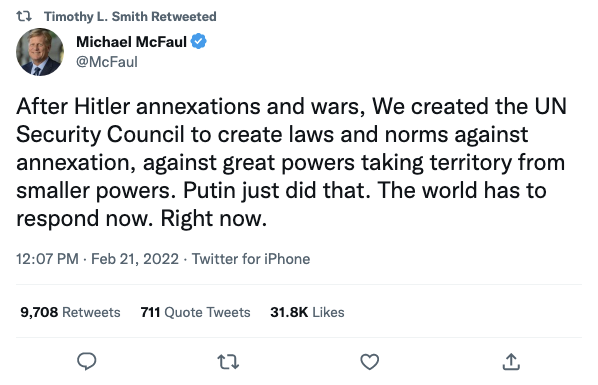 Timothy L. Smith Retweeted
Michael McFaul
@McFaul
After Hitler annexations and wars, We created the UN
Security Council to create laws and norms against
annexation, against great powers taking territory from
smaller powers. Putin just did that. The world has to
respond now. Right now.
12:07 PM · Feb 21, 2022 · Twitter for iPhone
9,708 Retweets 711 Quote Tweets 31.8K Likes